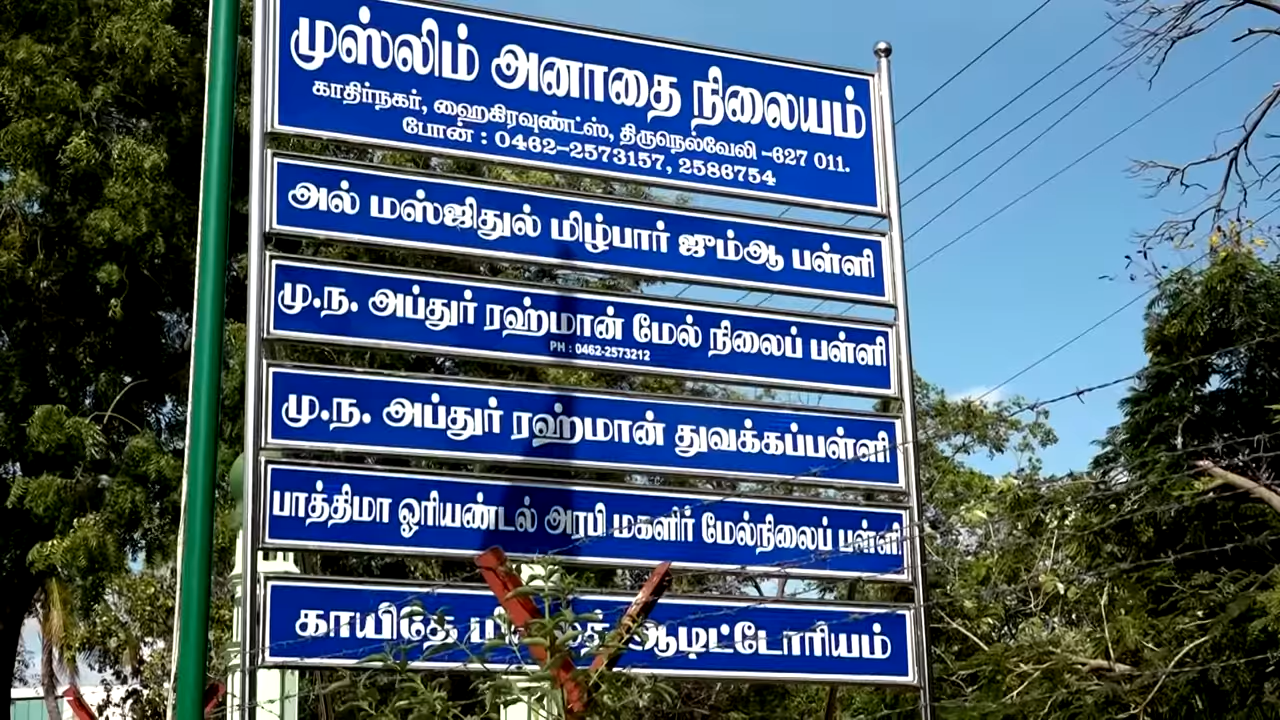 முஸ்லிம் அனாதை நிலையம்
காதிர்நகர், ஹைகிரவுண்ட்ஸ், திருநெல்வேலி -627 011.
போன் : 0462-2573157, 2586754
அல் மஸ்ஜிதுல் மிழ்பார் ஜும்ஆ பள்ளி
மு.ந. அப்துர் ரஹ்மான் மேல் நிலைப் பள்ளி
PH : 0462-2573212
மு.ந. அப்துர் ரஹ்மான் துவக்கப்பள்ளி
பாத்திமா ஓரியண்டல் அரபி மகளிர் மேல்நிலைப் பள்ளி
காயிதே ஆடிட்டோரியம்